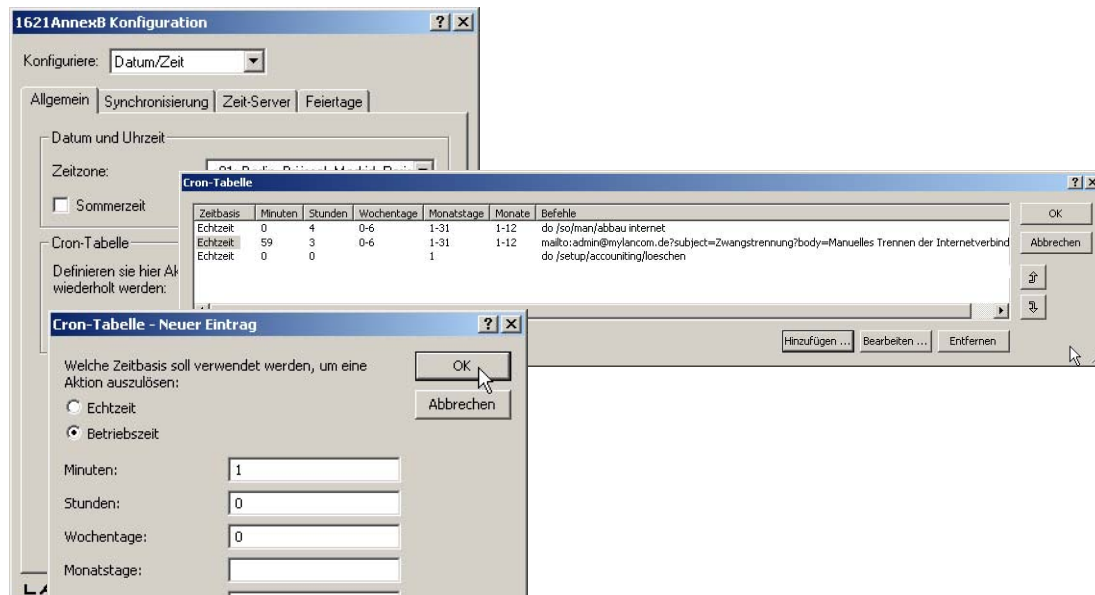 1621AnnexB Konfiguration
Konfiguriere: Datum/Zeit
Allgemein Synchronisierung Zeit-Server Feiertage
Datum und Uhrzeit
Zeitzone:
Sommerzeit
Cron-Tabelle
Definieren sie hier Ak
wiederholt werden:
Cron-Tabelle
Zeitbasis Minuten Stunden Wochentage Monatstage Monate Befehle
Echtzeit 0 4 0-6 1-31 1-12 do /so/man/abbau internet
Echtzeit 59 3 0-6 1-31 1-12 mailto:admin@mylancom.de?subject=Zwangstrennung?body=Manuelles Trennen der Internetverbind
Echtzeit 0 0 1 do /setup/accouniting/loeschen
OK
Abbrechen
Hinzufügen ... Bearbeiten ... Entfernen
Cron-Tabelle - Neuer Eintrag
Welche Zeitbasis soll verwendet werden, um eine
Aktion auszulösen:
Echtzeit
Betriebszeit
OK
Abbrechen
Minuten: 1
Stunden: 0
Wochentage: 0
Monatstage: